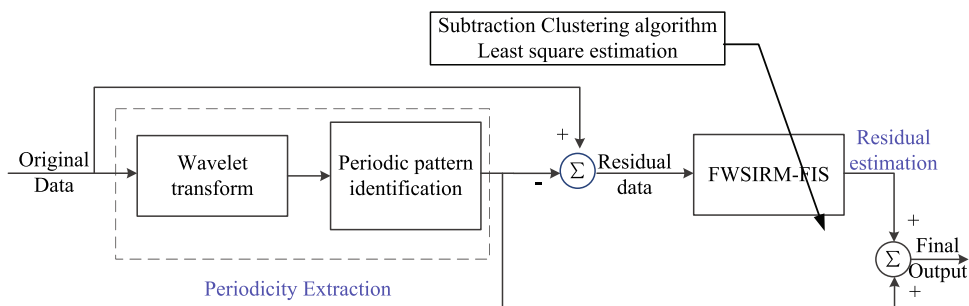 Subtraction Clustering algorithm
Least square estimation
Original
Data
Wavelet
transform
Periodic pattern
identification
+
-
Σ
Residual
data
FWSIRM-FIS
Residual
estimation
+
Σ
+
Final
Output
Periodicity Extraction